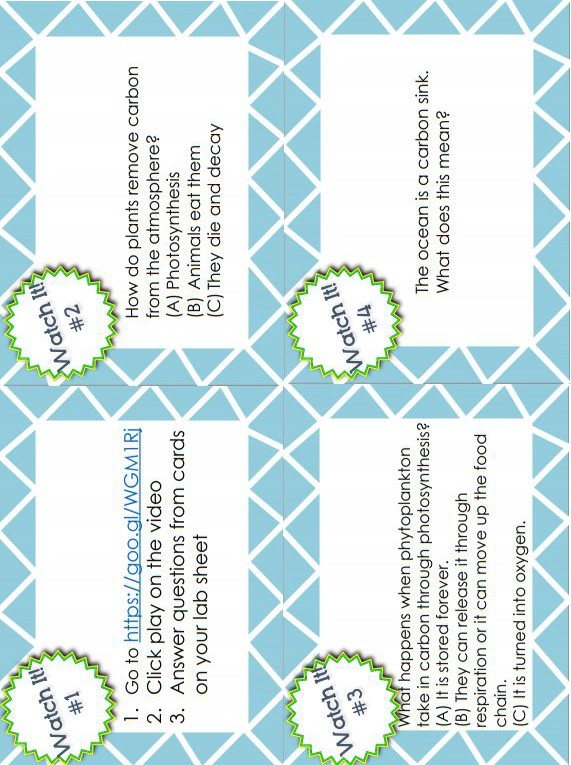 Watch It!
#1
1. Go to https://goo.gl/WGM1Rj
2. Click play on the video
3. Answer questions from cards
on your lab sheet
Watch It!
#2
How do plants remove carbon
from the atmosphere?
(A) Photosynthesis
(B) Animals eat them
(C) They die and decay
Watch It!
#3
What happens when phytoplankton
take in carbon through photosynthesis?
(A) It is stored forever.
(B) They can release it through
respiration or it can move up the food
chain.
(C) It is turned into oxygen.
Watch It!
#4
The ocean is a carbon sink.
What does this mean?